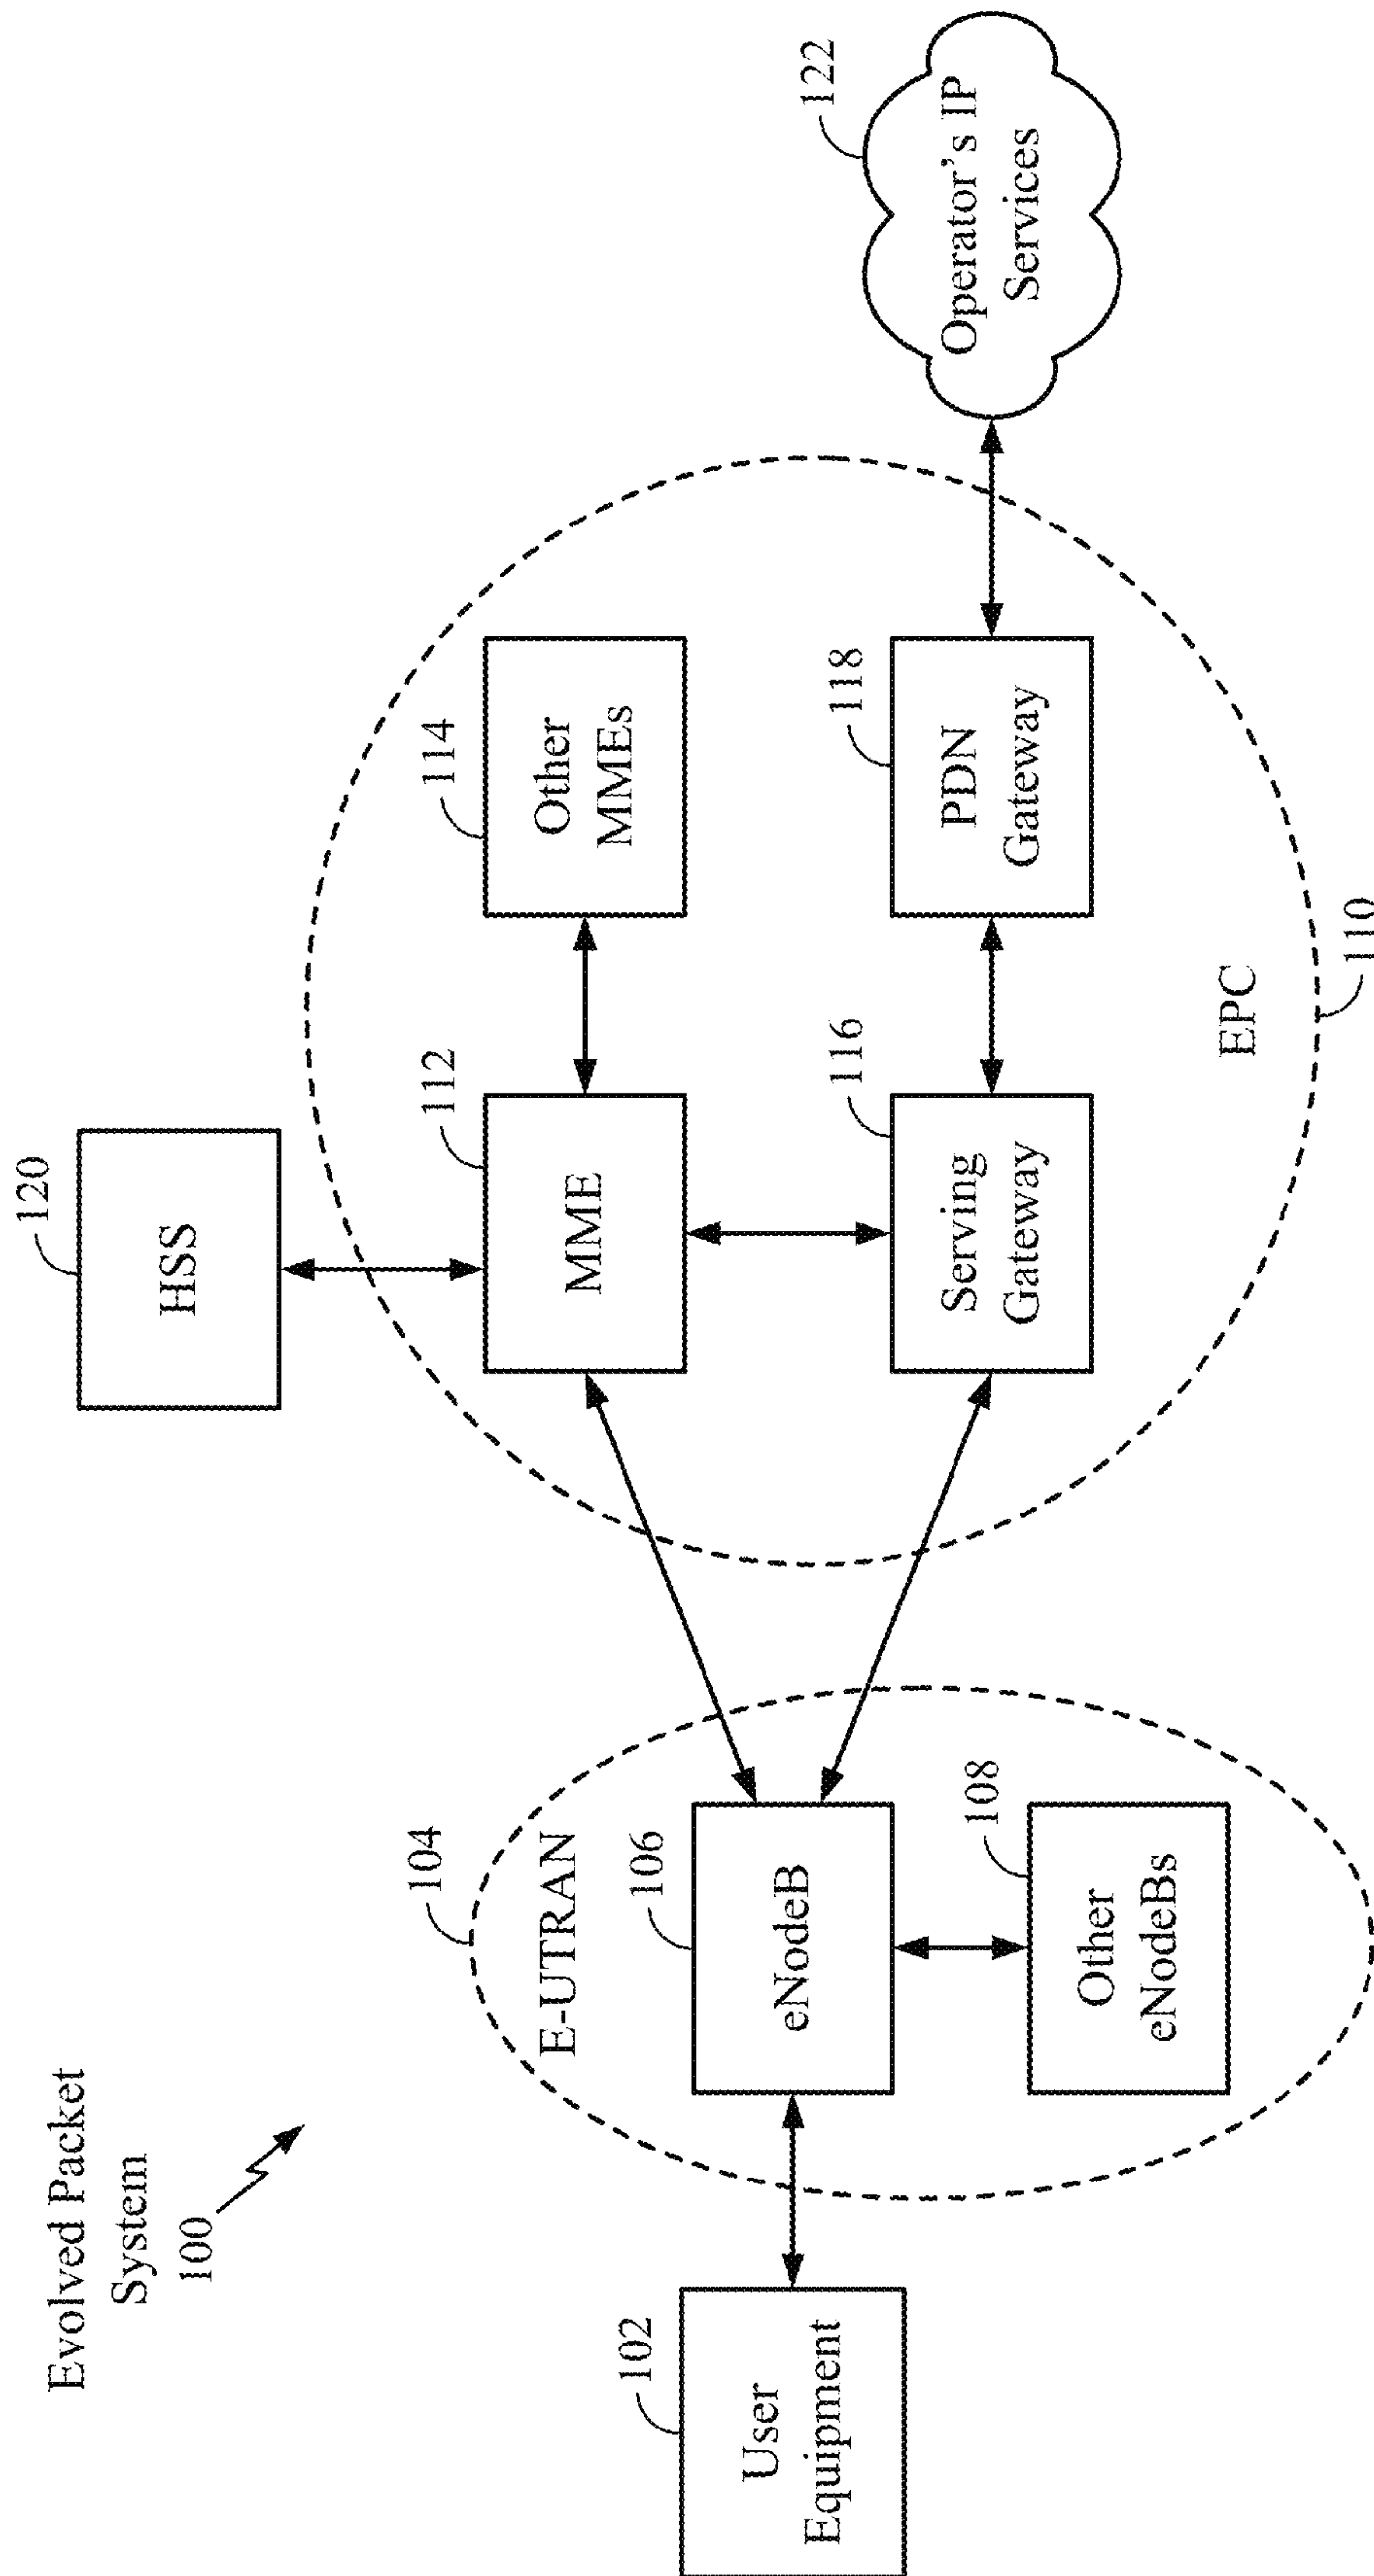 Evolved Packet
System
100
102
User
Equipment
104
E-UTRAN
106
eNodeB
108
Other
eNodeBs
120
HSS
112
MME
114
Other
MMEs
116
Serving
Gateway
118
PDN
Gateway
EPC
110
122
Operator's IP
Services